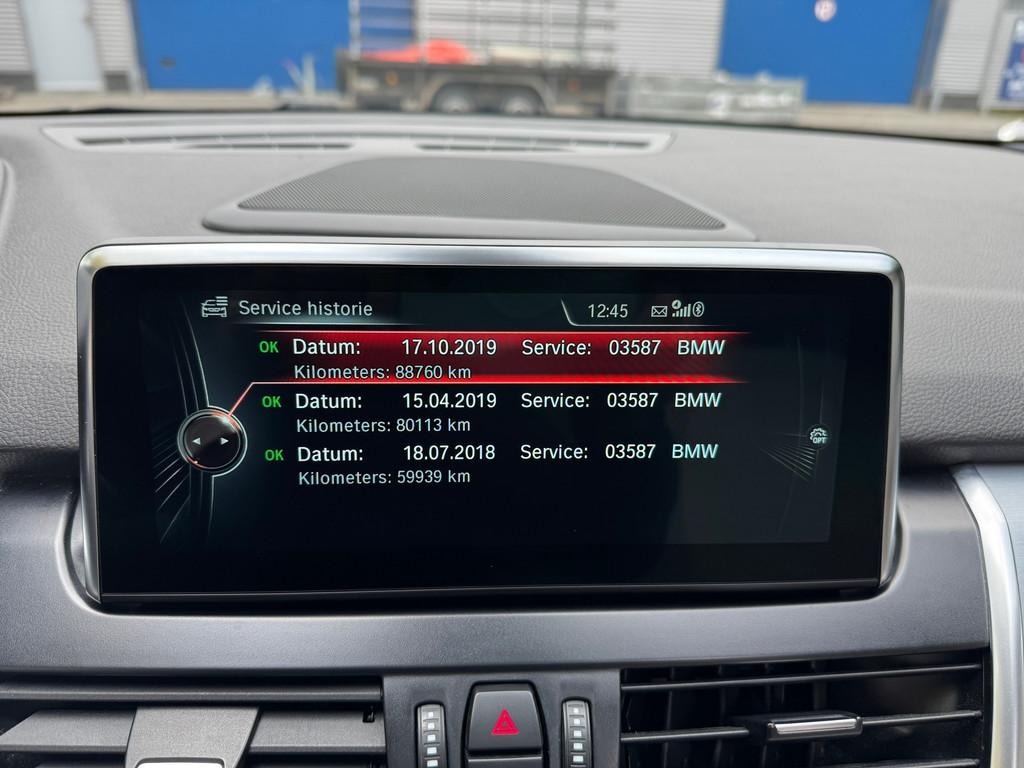 Service historie
12:45
OK Datum: 17.10.2019 Service: 03587 BMW
Kilometers: 88760 km
OK Datum: 15.04.2019 Service: 03587 BMW
Kilometers: 80113 km
OK Datum: 18.07.2018 Service: 03587 BMW
Kilometers: 59939 km
OPT